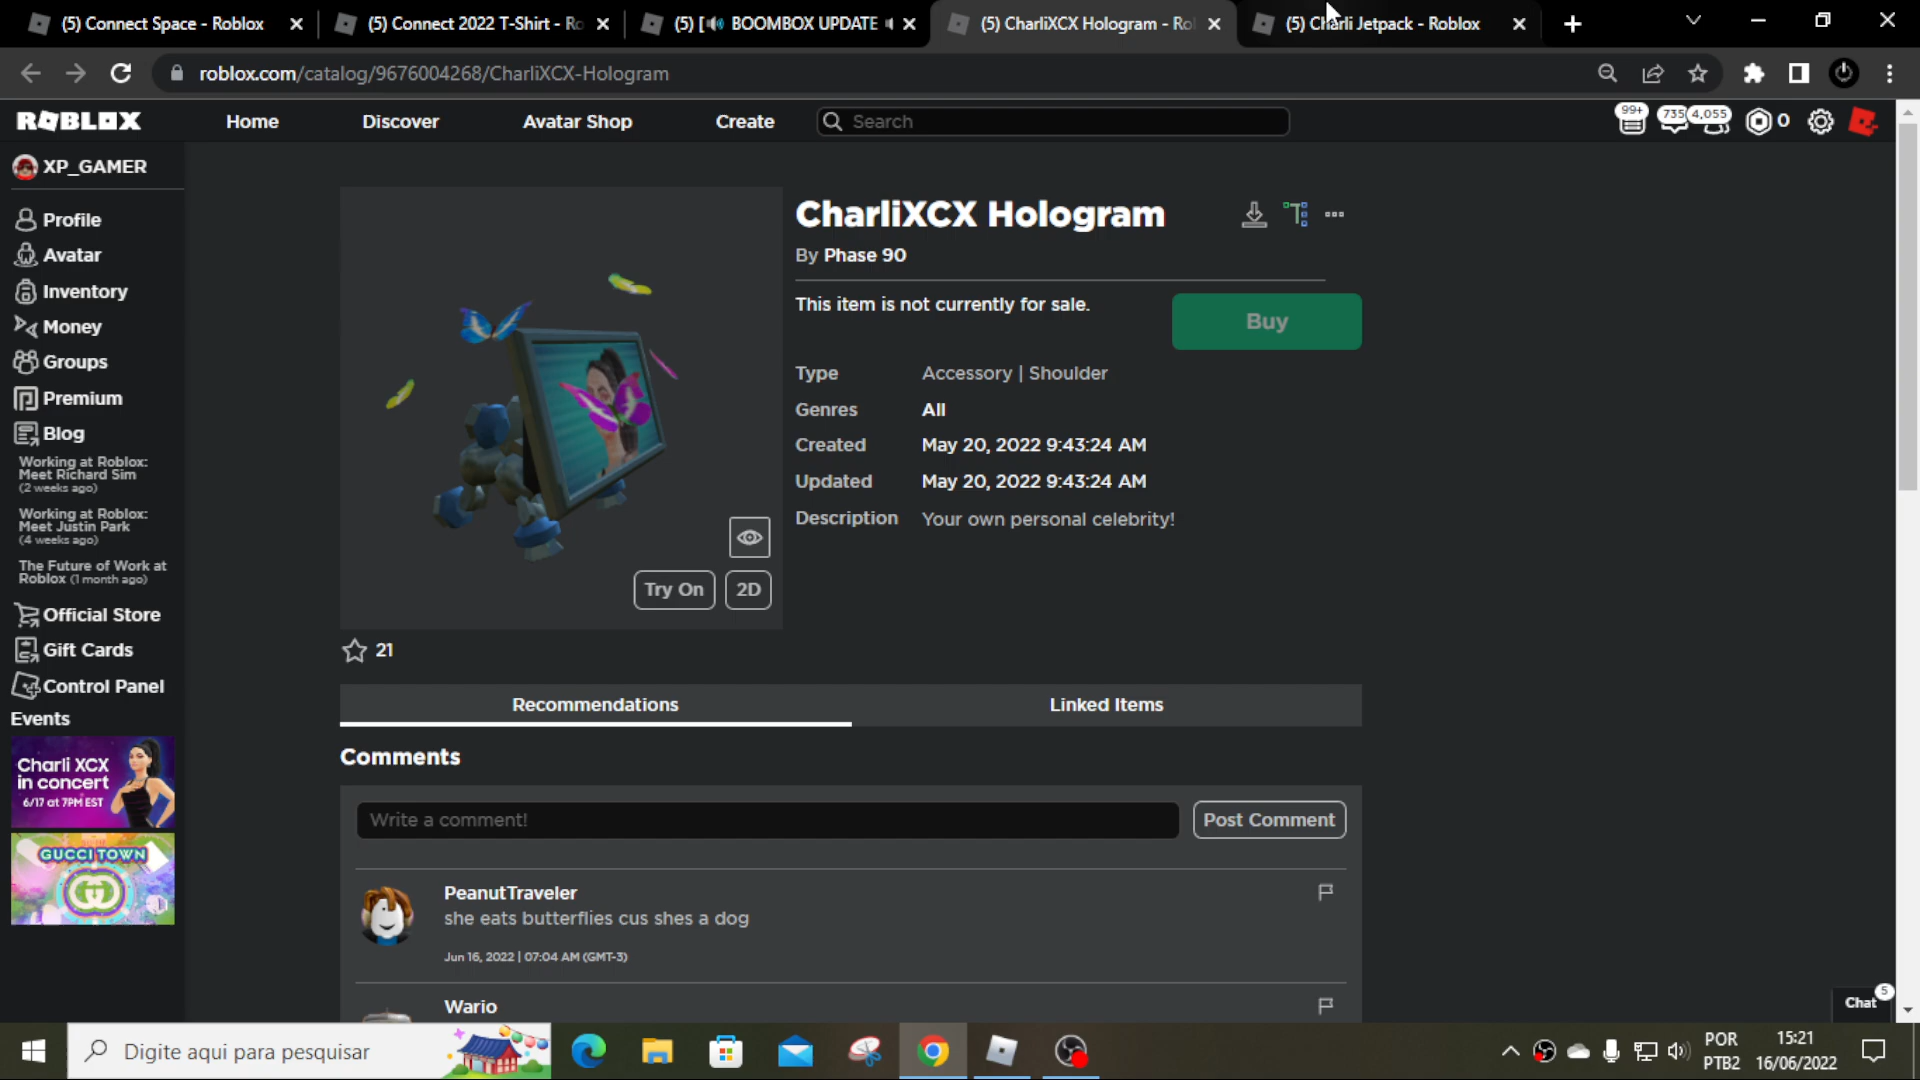 (5) Connect Space - Roblox
(5) Connect 2022 T-Shirt - Ro
(5) [🔊 BOOMBOX UPDATE
(5) CharliXCX Hologram - Rol
(5) Charli Jetpack - Roblox
roblox.com/catalog/9676004268/CharliXCX-Hologram
ROBLOX
Home
Discover
Avatar Shop
Create
Search
99+
735
4,055
0
XP_GAMER
Profile
Avatar
Inventory
Money
Groups
Premium
Blog
Working at Roblox:
Meet Richard Sim
(2 weeks ago)
Working at Roblox:
Meet Justin Park
(4 weeks ago)
The Future of Work at
Roblox (1 month ago)
Official Store
Gift Cards
Control Panel
Events
Charli XCX
in concert
6/17 at 7PM EST
GUCCI TOWN
CharliXCX Hologram
By Phase 90
This item is not currently for sale.
Buy
Type Accessory | Shoulder
Genres All
Created May 20, 2022 9:43:24 AM
Updated May 20, 2022 9:43:24 AM
Description Your own personal celebrity!
Try On
2D
21
Recommendations
Linked Items
Comments
Write a comment!
Post Comment
PeanutTraveler
she eats butterflies cus shes a dog
Jun 16, 2022 | 07:04 AM (GMT-3)
Wario
Chat
5
Digite aqui para pesquisar
POR
PTB2
15:21
16/06/2022